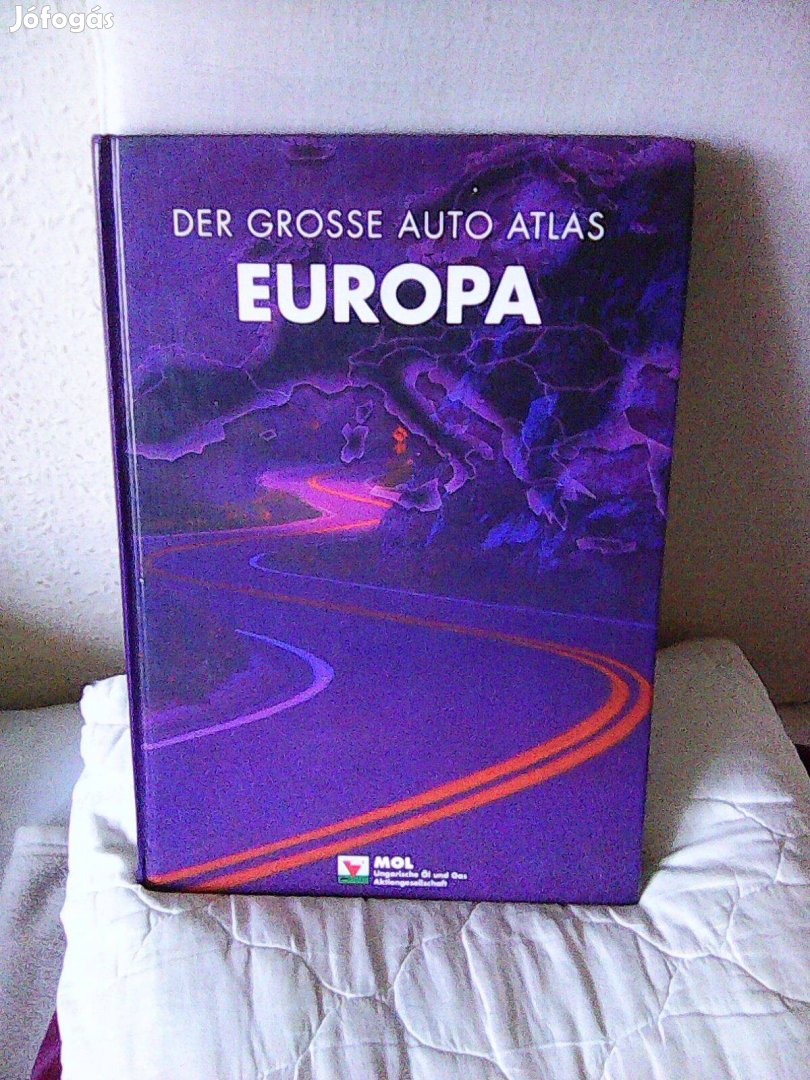 Jófogás
DER GROSSE AUTO ATLAS
EUROPA
MOL
Ungarische Öl und Gas
Aktiengesellschaft